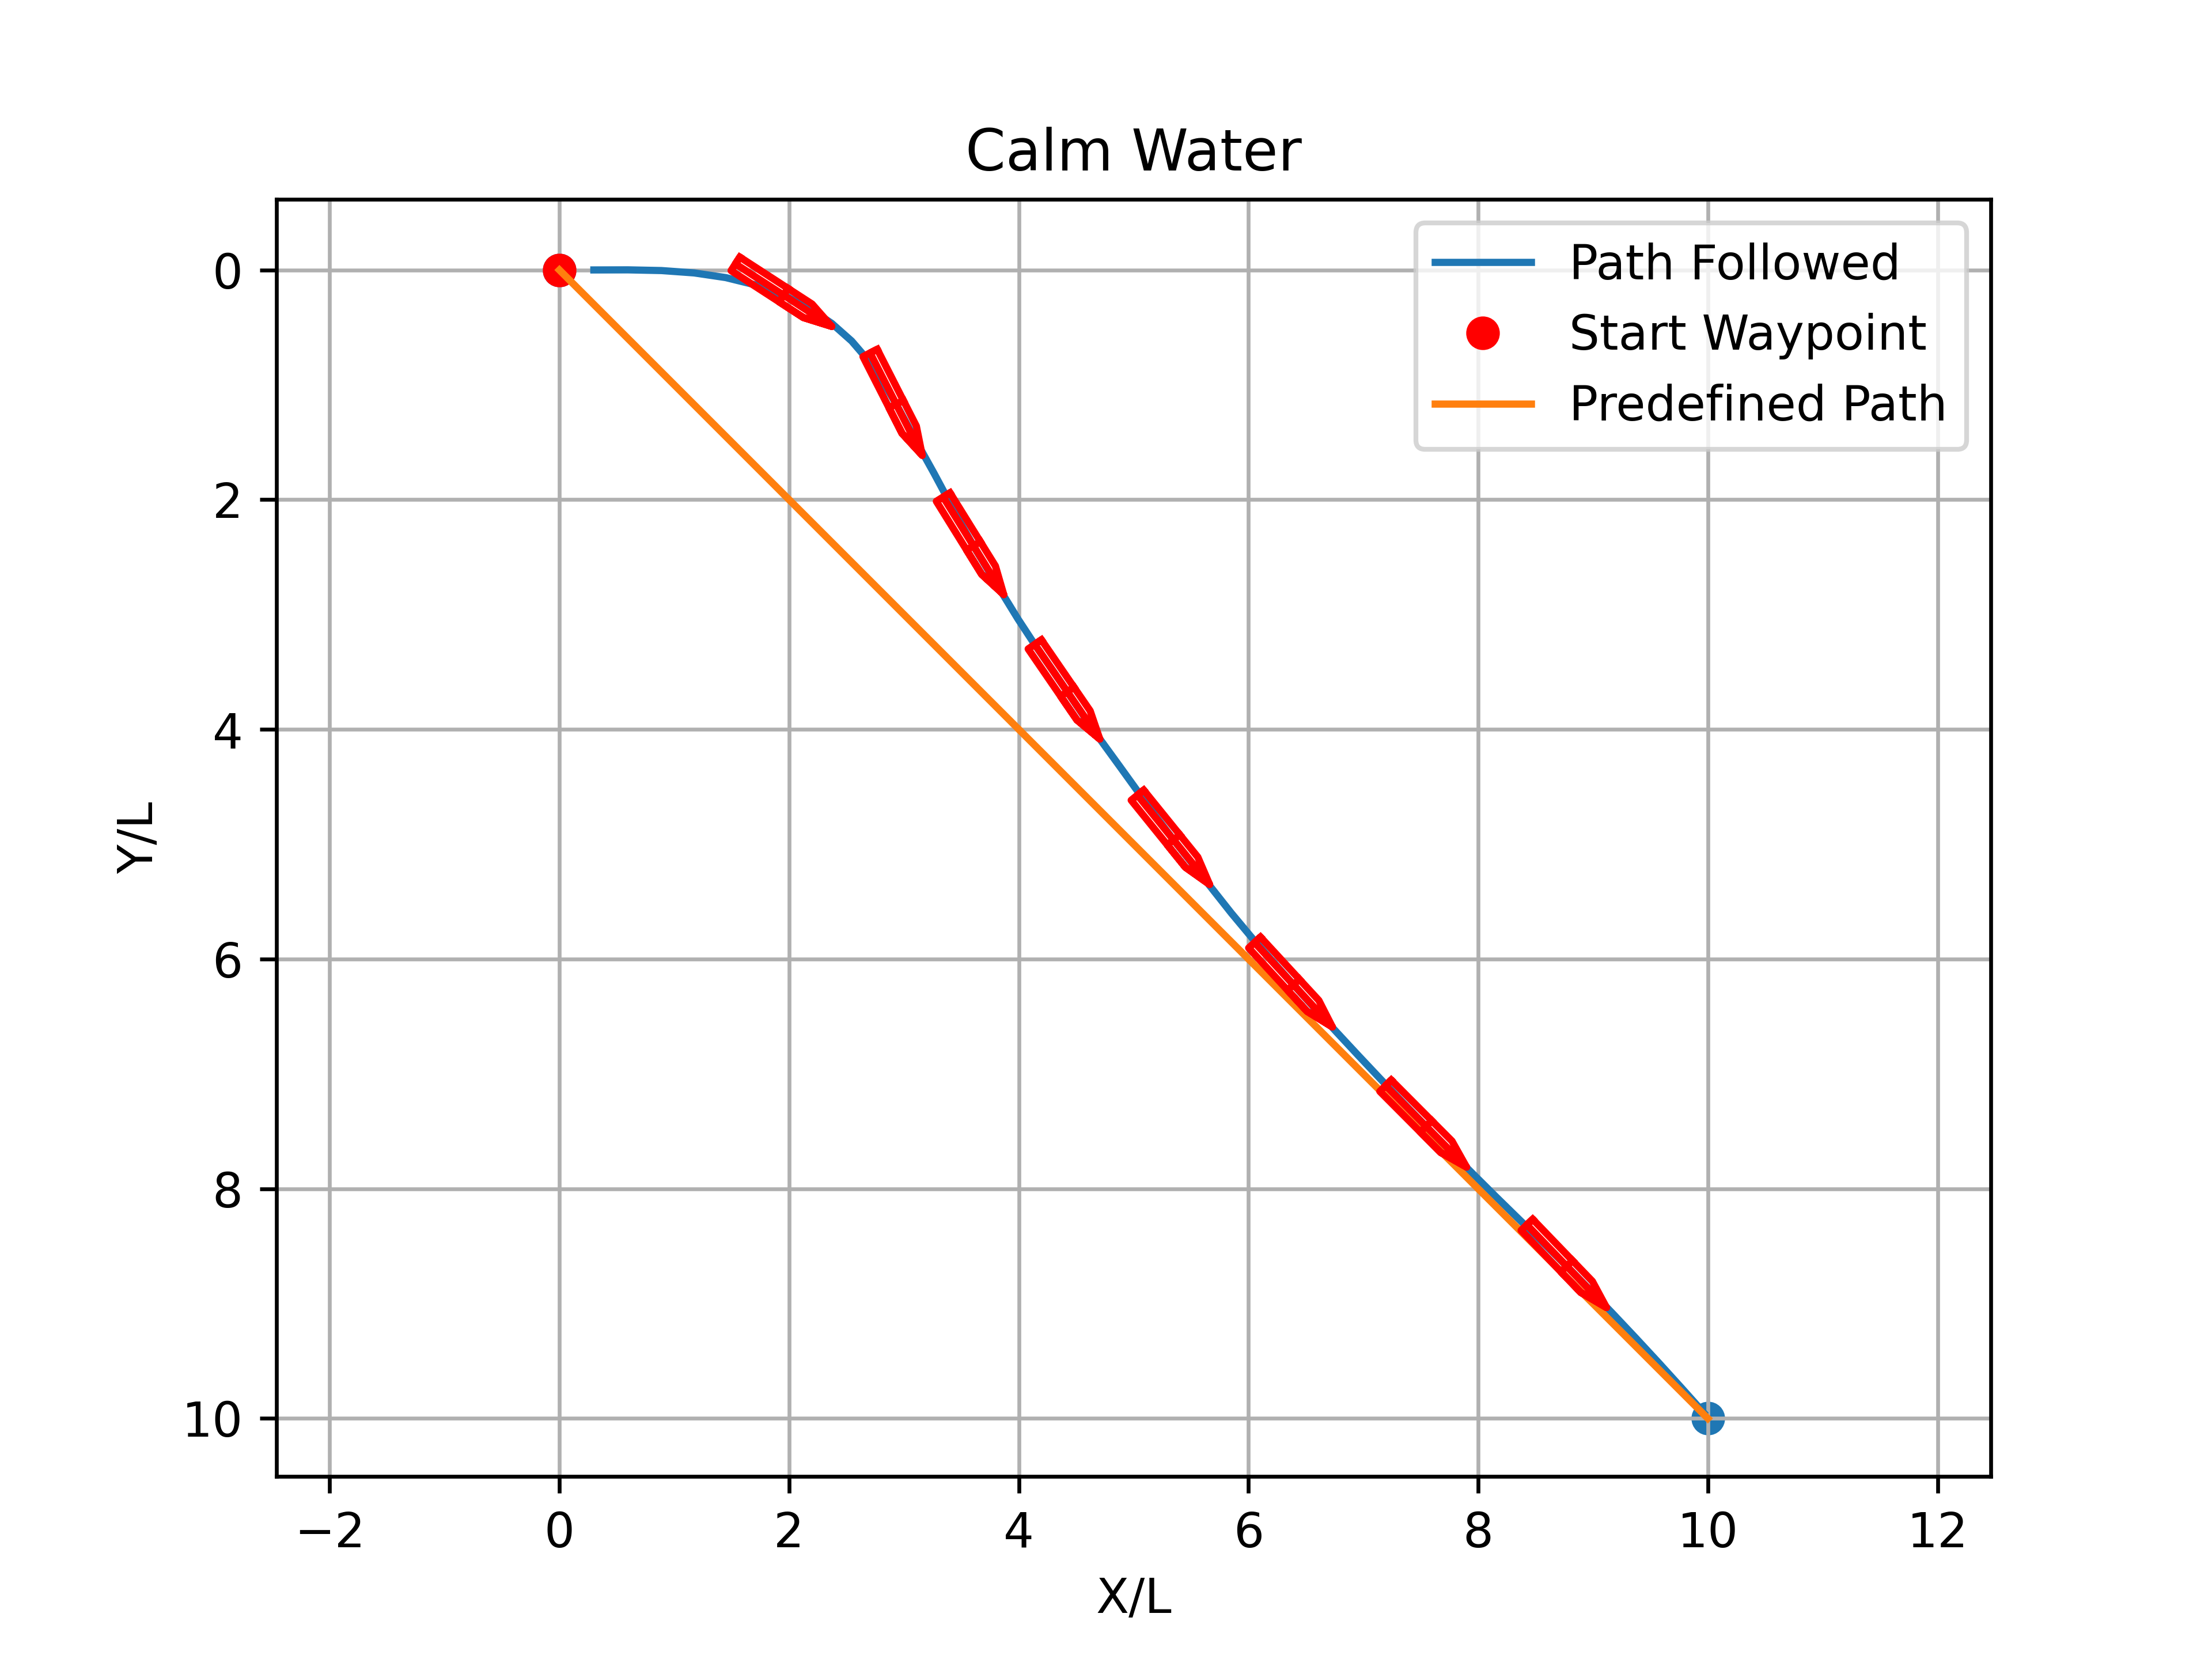 Calm Water
Path Followed
Start Waypoint
Predefined Path
0
2
4
6
8
10
Y/L
−2
0
2
4
6
8
10
12
X/L